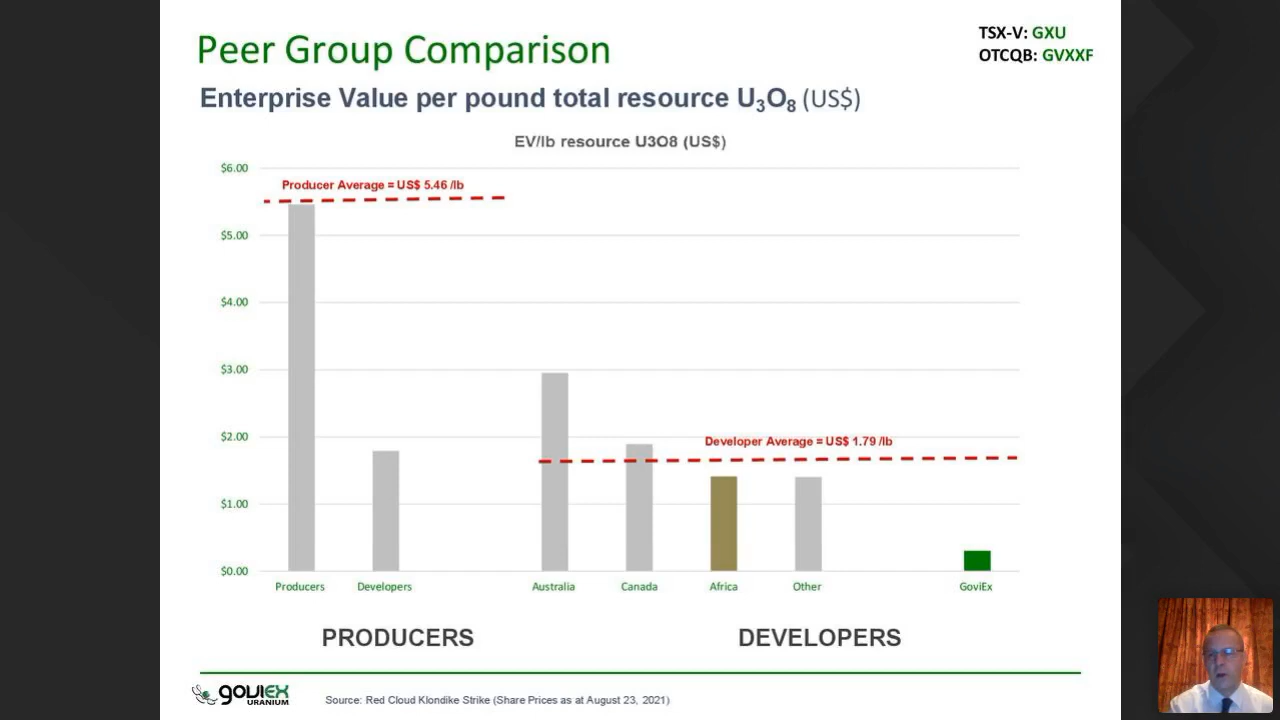 Peer Group Comparison
TSX-V: GXU
OTCQB: GVXXF
Enterprise Value per pound total resource U₃O₈ (US$)
EV/lb resource U3O8 (US$)
$6.00
Producer Average = US$ 5.46 /lb
$5.00
$4.00
$3.00
$2.00
Developer Average = US$ 1.79 /lb
$1.00
$0.00
Producers
Developers
Australia
Canada
Africa
Other
GoviEx
PRODUCERS
DEVELOPERS
goviex
URANIUM
Source: Red Cloud Klondike Strike (Share Prices as at August 23, 2021)